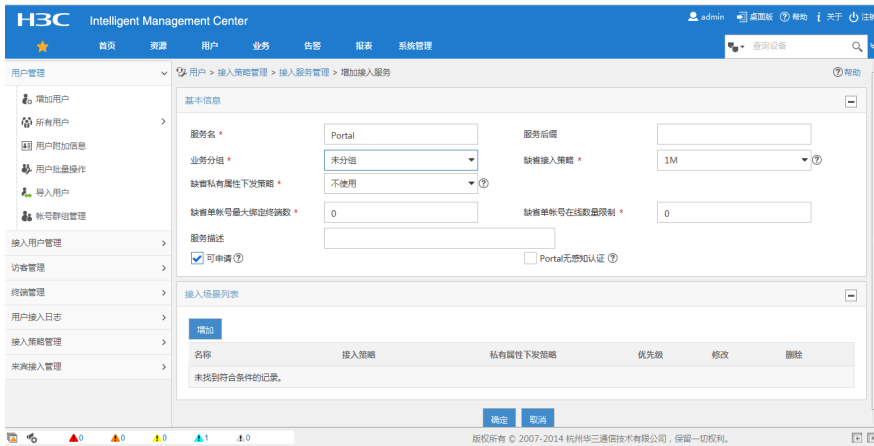 H3C Intelligent Management Center admin 桌面版 帮助 i 关于
首页 资源 用户 业务 告警 报表 系统管理 查询设备
用户管理 用户 > 接入策略管理 > 接入服务管理 > 增加接入服务 帮助
增加用户
所有用户
用户附加信息
用户批量操作
导入用户
帐号群组管理
接入用户管理
访客管理
终端管理
用户接入日志
接入策略管理
来宾接入管理
基本信息
服务名 * Portal 服务后缀
业务分组 * 未分组 缺省接入策略 * 1M
缺省私有属性下发策略 * 不使用
缺省单帐号最大绑定终端数 * 0 缺省单帐号在线数量限制 * 0
服务描述
可申请 Portal无感知认证
接入场景列表
增加
名称 接入策略 私有属性下发策略 优先级 修改 删除
未找到符合条件的记录。
确定 取消
0 0 0 1 0 版权所有 © 2007-2014 杭州华三通信技术有限公司，保留一切权利。